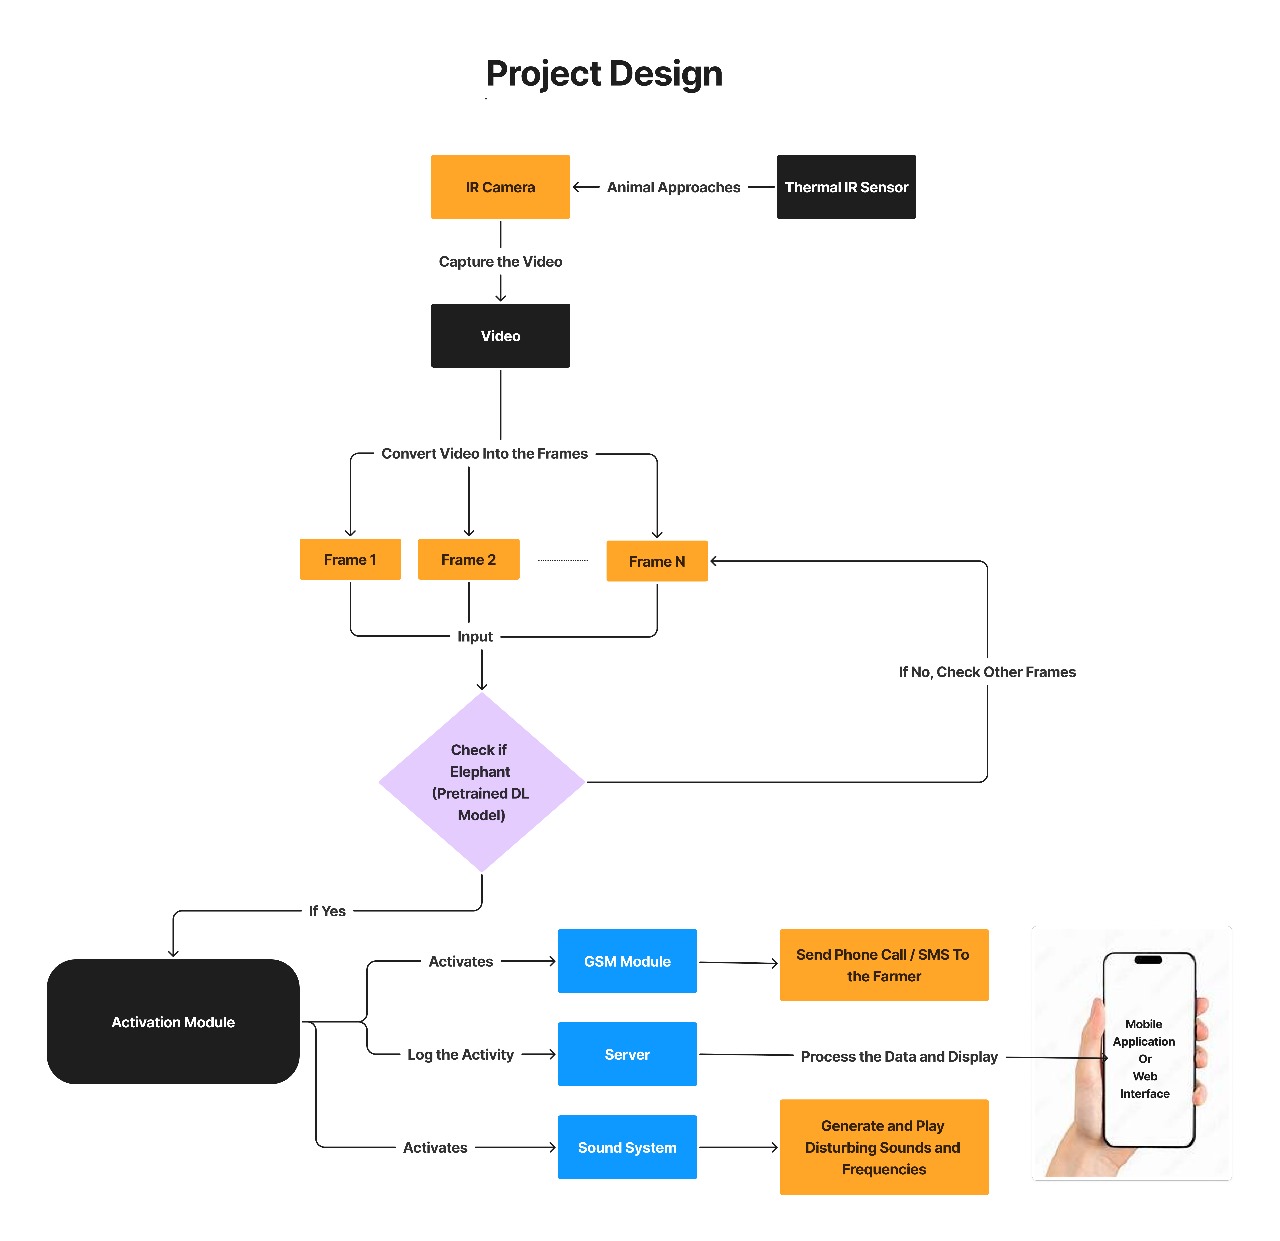 Project Design
IR Camera
Animal Approaches
Thermal IR Sensor
Capture the Video
Video
Convert Video Into the Frames
Frame 1
Frame 2
Frame N
Input
If No, Check Other Frames
Check if
Elephant
(Pretrained DL
Model)
If Yes
Activation Module
Activates
GSM Module
Send Phone Call / SMS To
the Farmer
Log the Activity
Server
Process the Data and Display
Mobile
Application
Or
Web
Interface
Activates
Sound System
Generate and Play
Disturbing Sounds and
Frequencies